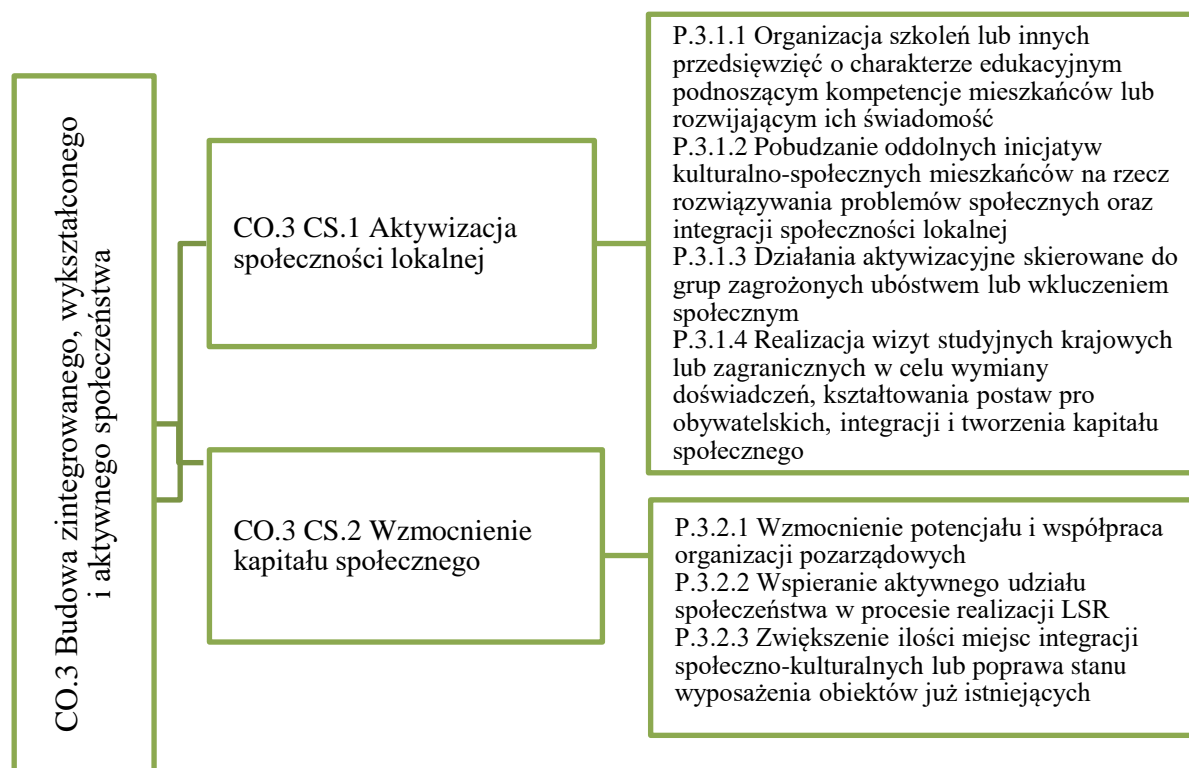 CO.3 Budowa zintegrowanego, wykształconego
i aktywnego społeczeństwa
CO.3 CS.1 Aktywizacja
społeczności lokalnej
P.3.1.1 Organizacja szkoleń lub innych
przedsięwzięć o charakterze edukacyjnym
podnoszącym kompetencje mieszkańców lub
rozwijającym ich świadomość
P.3.1.2 Pobudzanie oddolnych inicjatyw
kulturalno-społecznych mieszkańców na rzecz
rozwiązywania problemów społecznych oraz
integracji społeczności lokalnej
P.3.1.3 Działania aktywizacyjne skierowane do
grup zagrożonych ubóstwem lub wkluczeniem
społecznym
P.3.1.4 Realizacja wizyt studyjnych krajowych
lub zagranicznych w celu wymiany
doświadczeń, kształtowania postaw pro
obywatelskich, integracji i tworzenia kapitału
społecznego
CO.3 CS.2 Wzmocnienie
kapitału społecznego
P.3.2.1 Wzmocnienie potencjału i współpraca
organizacji pozarządowych
P.3.2.2 Wspieranie aktywnego udziału
społeczeństwa w procesie realizacji LSR
P.3.2.3 Zwiększenie ilości miejsc integracji
społeczno-kulturalnych lub poprawa stanu
wyposażenia obiektów już istniejących